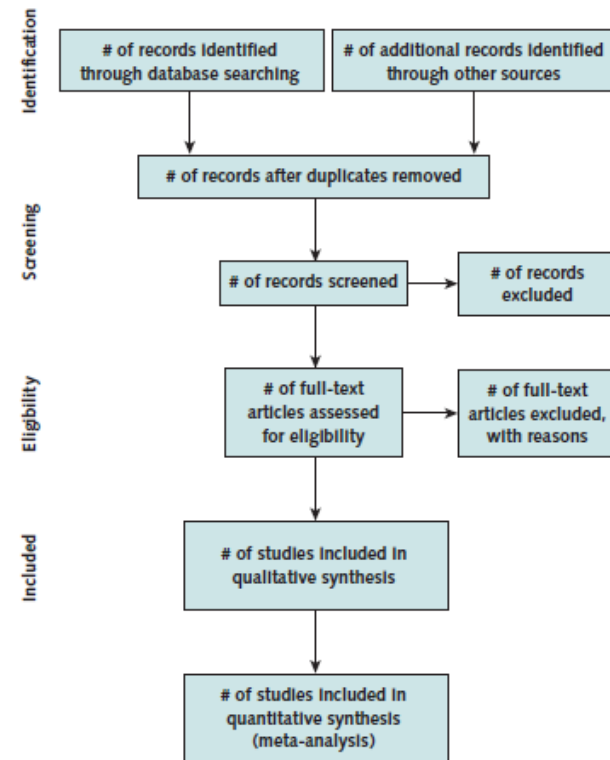 Identification
# of records identified
through database searching
# of additional records identified
through other sources
# of records after duplicates removed
Screening
# of records screened
# of records
excluded
Eligibility
# of full-text
articles assessed
for eligibility
# of full-text
articles excluded,
with reasons
Included
# of studies included in
qualitative synthesis
# of studies included in
quantitative synthesis
(meta-analysis)